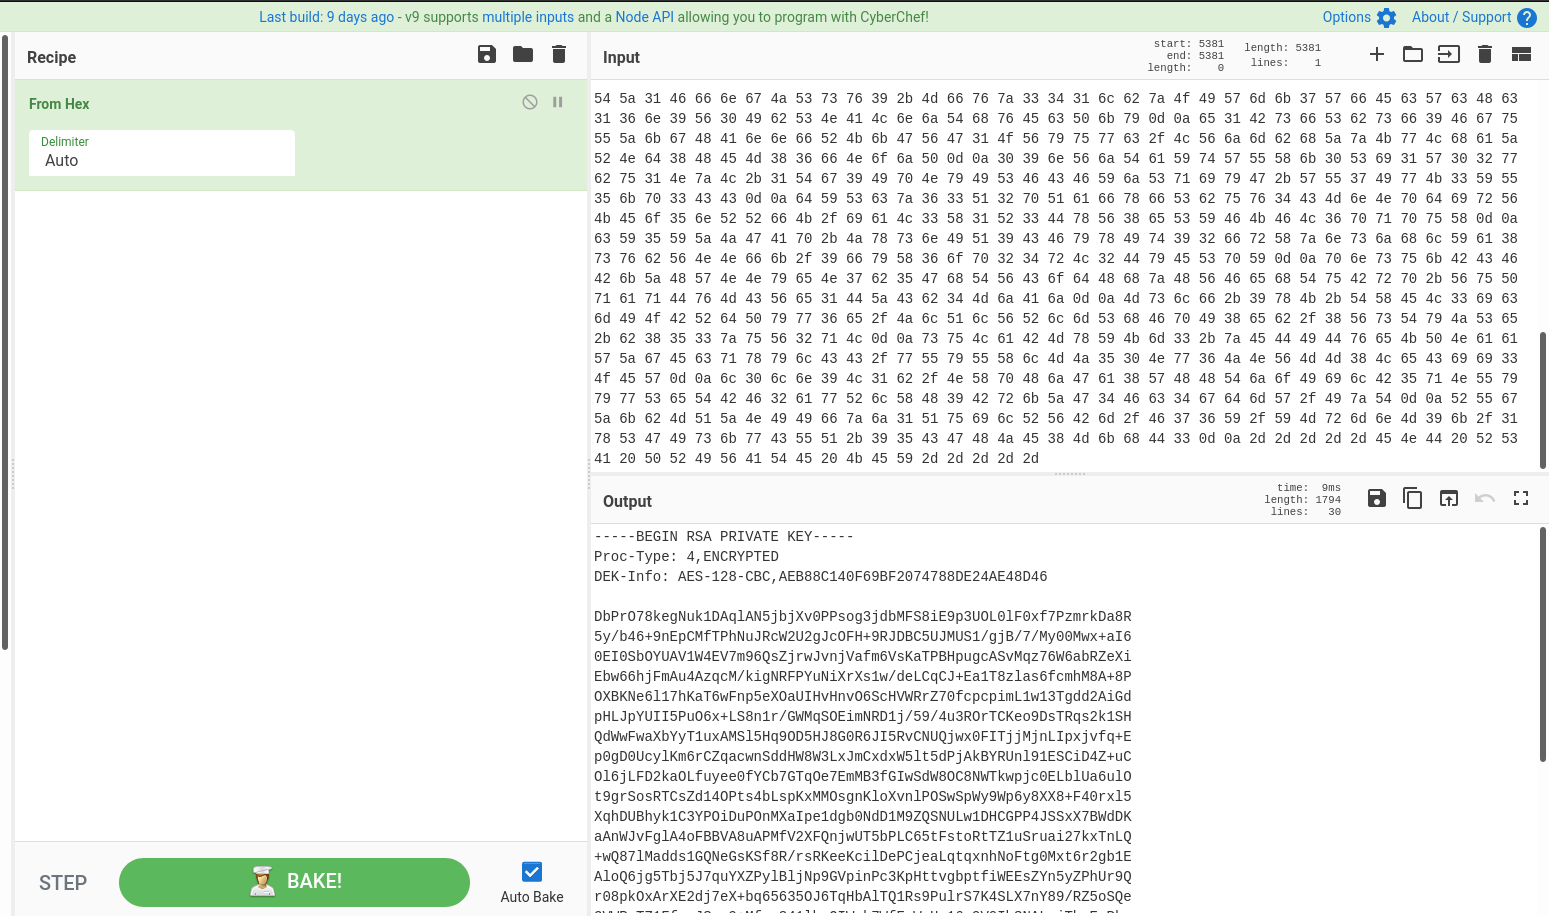 Last build: 9 days ago - v9 supports multiple inputs and a Node API allowing you to program with CyberChef!
Options
About / Support
Recipe
From Hex
Delimiter
Auto
STEP
BAKE!
Auto Bake
Input
start: 5381
end: 5381
length: 0
length: 5381
lines: 1
54 5a 31 46 66 6e 67 4a 53 73 76 39 2b 4d 66 76 7a 33 34 31 6c 62 7a 4f 49 57 6d 6b 37 57 66 45 63 57 63 48 63
31 36 6e 39 56 30 49 62 53 4e 41 4c 6e 6a 54 68 76 45 63 50 6b 79 0d 0a 65 31 42 73 66 53 62 73 66 39 46 67 75
55 5a 6b 67 48 41 6e 6e 66 52 4b 6b 47 56 47 31 4f 56 79 75 77 63 2f 4c 56 6a 6d 62 68 5a 7a 4b 77 4c 68 61 5a
52 4e 64 38 48 45 4d 38 36 66 4e 6f 6a 50 0d 0a 30 39 6e 56 6a 54 61 59 74 57 55 58 6b 30 53 69 31 57 30 32 77
62 75 31 4e 7a 4c 2b 31 54 67 39 49 70 4e 79 49 53 46 43 46 59 6a 53 71 69 79 47 2b 57 55 37 49 77 4b 33 59 55
35 6b 70 33 43 43 0d 0a 64 59 53 63 7a 36 33 51 32 70 51 61 66 78 66 53 62 75 76 34 43 4d 6e 4e 70 64 69 72 56
4b 45 6f 35 6e 52 52 66 4b 2f 69 61 4c 33 58 31 52 33 44 78 56 38 65 53 59 46 4b 46 4c 36 70 71 70 75 58 0d 0a
63 59 35 59 5a 4a 47 41 70 2b 4a 78 73 6e 49 51 39 43 46 79 78 49 74 39 32 66 72 58 7a 6e 73 6a 68 6c 59 61 38
73 76 62 56 4e 4e 66 6b 2f 39 66 79 58 36 6f 70 32 34 72 4c 32 44 79 45 53 70 59 0d 0a 70 6e 73 75 6b 42 43 46
42 6b 5a 48 57 4e 4e 79 65 4e 37 62 35 47 68 54 56 43 6f 64 48 68 7a 48 56 46 65 68 54 75 42 72 70 2b 56 75 50
71 61 71 44 76 4d 43 56 65 31 44 5a 43 62 34 4d 6a 41 6a 0d 0a 4d 73 6c 66 2b 39 78 4b 2b 54 58 45 4c 33 69 63
6d 49 4f 42 52 64 50 79 77 36 65 2f 4a 6c 51 6c 56 52 6c 6d 53 68 46 70 49 38 65 62 2f 38 56 73 54 79 4a 53 65
2b 62 38 35 33 7a 75 56 32 71 4c 0d 0a 73 75 4c 61 42 4d 78 59 4b 6d 33 2b 7a 45 44 49 44 76 65 4b 50 4e 61 61
57 5a 67 45 63 71 78 79 6c 43 43 2f 77 55 79 55 58 6c 4d 4a 35 30 4e 77 36 4a 4e 56 4d 4d 38 4c 65 43 69 69 33
4f 45 57 0d 0a 6c 30 6c 6e 39 4c 31 62 2f 4e 58 70 48 6a 47 61 38 57 48 48 54 6a 6f 49 69 6c 42 35 71 4e 55 79
79 77 53 65 54 42 46 32 61 77 52 6c 58 48 39 42 72 6b 5a 47 34 46 63 34 67 64 6d 57 2f 49 7a 54 0d 0a 52 55 67
5a 6b 62 4d 51 5a 4e 49 49 66 7a 6a 31 51 75 69 6c 52 56 42 6d 2f 46 37 36 59 2f 59 4d 72 6d 6e 4d 39 6b 2f 31
78 53 47 49 73 6b 77 43 55 51 2b 39 35 43 47 48 4a 45 38 4d 6b 68 44 33 0d 0a 2d 2d 2d 2d 2d 45 4e 44 20 52 53
41 20 50 52 49 56 41 54 45 20 4b 45 59 2d 2d 2d 2d 2d
Output
time: 9ms
length: 1794
lines: 30
-----BEGIN RSA PRIVATE KEY-----
Proc-Type: 4,ENCRYPTED
DEK-Info: AES-128-CBC,AEB88C140F69BF2074788DE24AE48D46
DbPrO78kegNuk1DAqlAN5jbjXv0PPsog3jdbMFS8iE9p3UOL0lF0xf7PzmrkDa8R
5y/b46+9nEpCMfTPhNuJRcW2U2gJcOFH+9RJDBC5UJMUS1/gjB/7/My00Mwx+aI6
0EI0SbOYUAV1W4EV7m96QsZjrwJvnjVafm6VsKaTPBHpugcASvMqz76W6abRZeXi
Ebw66hjFmAu4AzqcM/kigNRFPYuNiXrXs1w/deLCqCJ+Ea1T8zlas6fcmhM8A+8P
OXBKNe6l17hKaT6wFnp5eXOaUIHvHnvO6ScHVWRrZ70fcpcpimL1w13Tgdd2AiGd
pHLJpYUII5PuO6x+LS8n1r/GWMqSOEimNRD1j/59/4u3ROrTCKeo9DsTRqs2k1SH
QdWwFwaXbYyT1uxAMSl5Hq9OD5HJ8G0R6JI5RvCNUQjwx0FITjjMjnLIpxjvfq+E
p0gD0UcylKm6rCZqacwnSddHW8W3LxJmCxdxW5lt5dPjAkBYRUnl91ESCiD4Z+uC
Ol6jLFD2kaOLfuyee0fYCb7GTqOe7EmMB3fGIwSdW8OC8NWTkwpjc0ELblUa6ulO
t9grSosRTCsZd14OPts4bLspKxMMOsgnKloXvnlPOSwSpWy9Wp6y8XX8+F40rxl5
XqhDUBhyk1C3YPOiDuPOnMXaIpe1dgb0NdD1M9ZQSNULw1DHCGPP4JSSxX7BWdDK
aAnWJvFglA4oFBBVA8uAPMfV2XFQnjwUT5bPLC65tFstoRtTZ1uSruai27kxTnLQ
+wQ87lMadds1GQNeGsKSf8R/rsRKeeKcilDePCjeaLqtqxnhNoFtg0Mxt6r2gb1E
AloQ6jg5Tbj5J7quYXZPylBljNp9GVpinPc3KpHttvgbptfiWEEsZYn5yZPhUr9Q
r08pkOxArXE2dj7eX+bq65635OJ6TqHbAlTQ1Rs9PulrS7K4SLX7nY89/RZ5oSQe